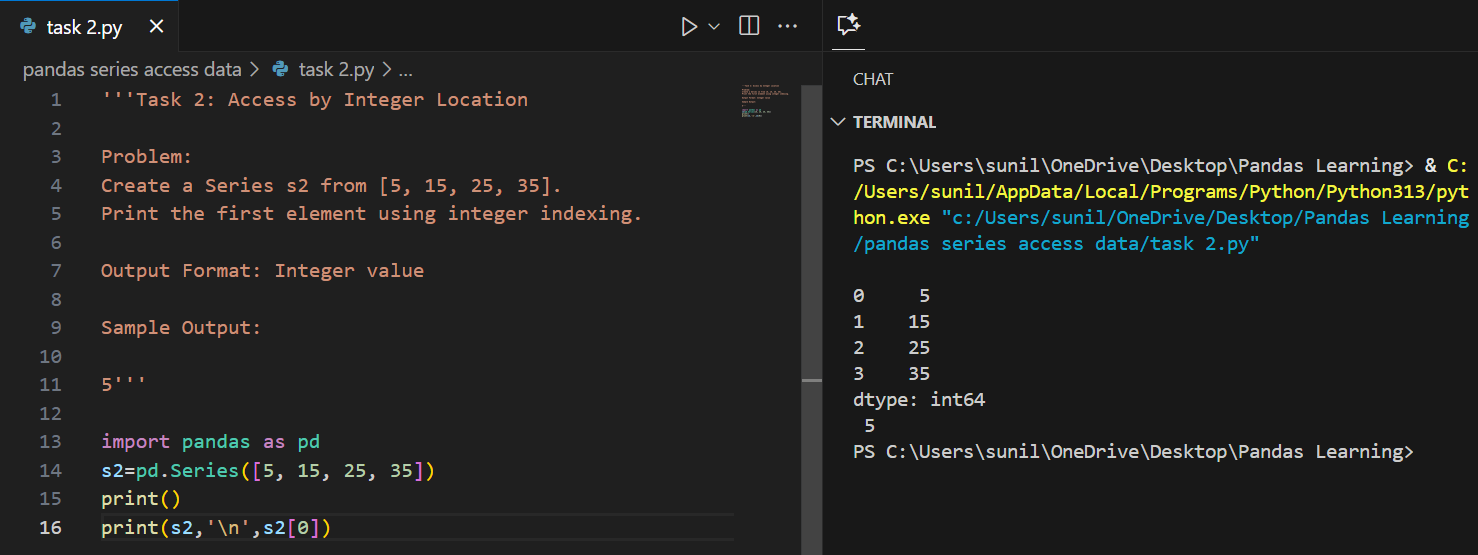 task 2.py
pandas series access data > task 2.py > ...
1 '''Task 2: Access by Integer Location
2
3 Problem:
4 Create a Series s2 from [5, 15, 25, 35].
5 Print the first element using integer indexing.
6
7 Output Format: Integer value
8
9 Sample Output:
10
11 5'''
12
13 import pandas as pd
14 s2=pd.Series([5, 15, 25, 35])
15 print()
16 print(s2,'\n',s2[0])
CHAT
TERMINAL
PS C:\Users\sunil\OneDrive\Desktop\Pandas Learning> & C:
/Users/sunil/AppData/Local/Programs/Python/Python313/pyt
hon.exe "c:/Users/sunil/OneDrive/Desktop/Pandas Learning
/pandas series access data/task 2.py"
0     5
1    15
2    25
3    35
dtype: int64
 5
PS C:\Users\sunil\OneDrive\Desktop\Pandas Learning>